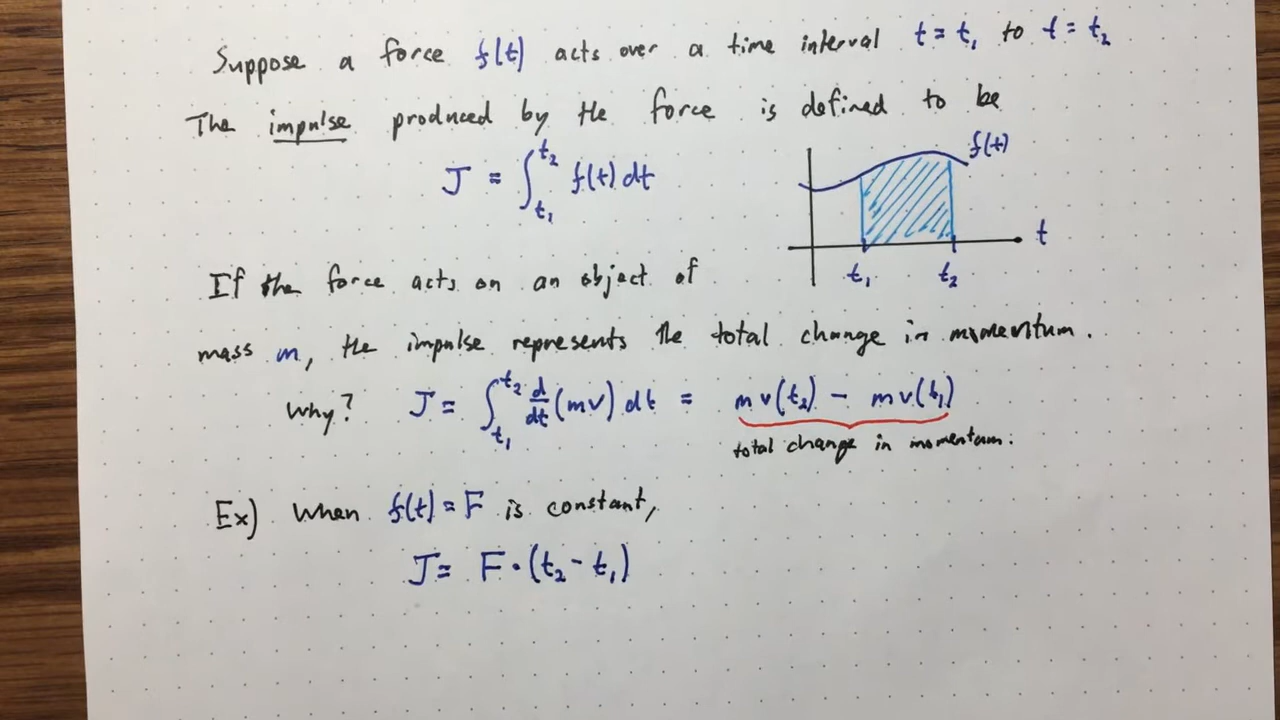 Suppose a force f(t) acts over a time interval t = t₁ to t = t₂
The impulse produced by the force is defined to be
J = ∫_{t₁}^{t₂} f(t) dt
f(t)
t
t₁ t₂
If the force acts on an object of
mass m, the impulse represents the total change in momentum.
Why? J = ∫_{t₁}^{t₂} d/dt (mv) dt = mv(t₂) - mv(t₁)
total change in momentum.
Ex) When f(t) = F is constant,
J = F·(t₂ - t₁)